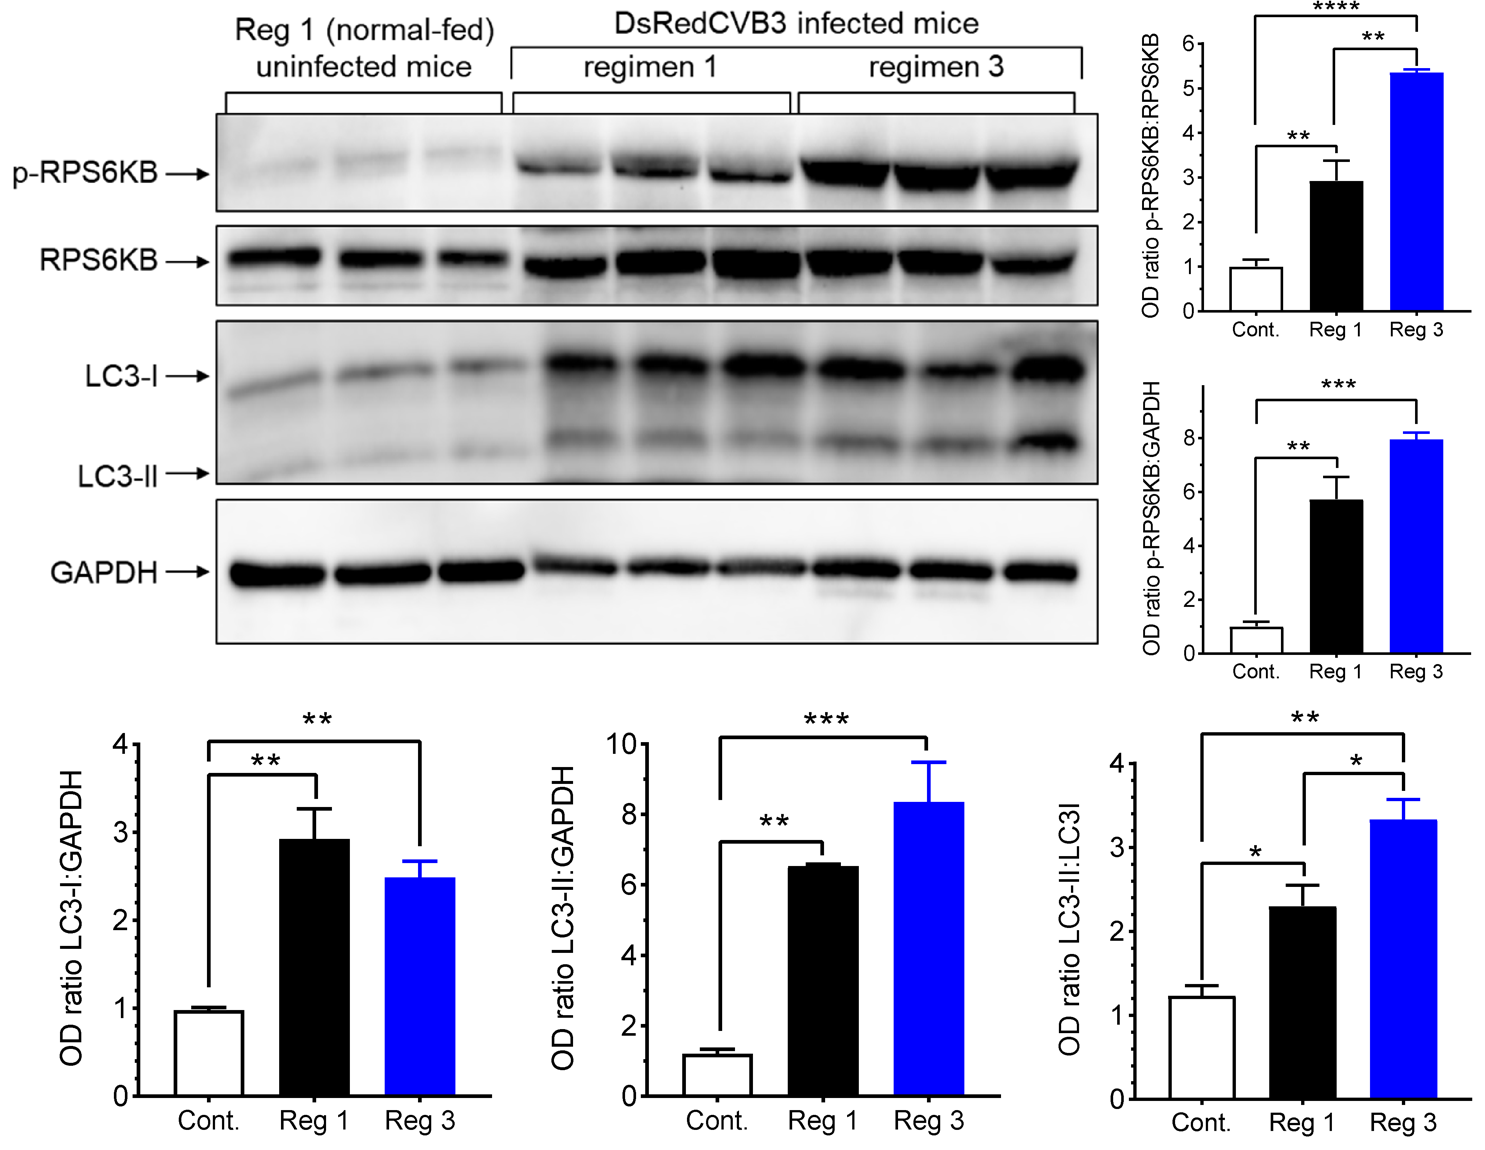 Reg 1 (normal-fed)
uninfected mice
DsRedCVB3 infected mice
regimen 1
regimen 3
p-RPS6KB
RPS6KB
LC3-I
LC3-II
GAPDH
****
**
**
OD ratio p-RPS6KB:RPS6KB
6
5
4
3
2
1
0
Cont. Reg 1 Reg 3
***
**
OD ratio p-RPS6KB:GAPDH
8
6
4
2
0
Cont. Reg 1 Reg 3
**
**
OD ratio LC3-I:GAPDH
4
3
2
1
0
Cont. Reg 1 Reg 3
***
**
OD ratio LC3-II:GAPDH
10
8
6
4
2
0
Cont. Reg 1 Reg 3
**
*
*
OD ratio LC3-II:LC3I
4
3
2
1
0
Cont. Reg 1 Reg 3